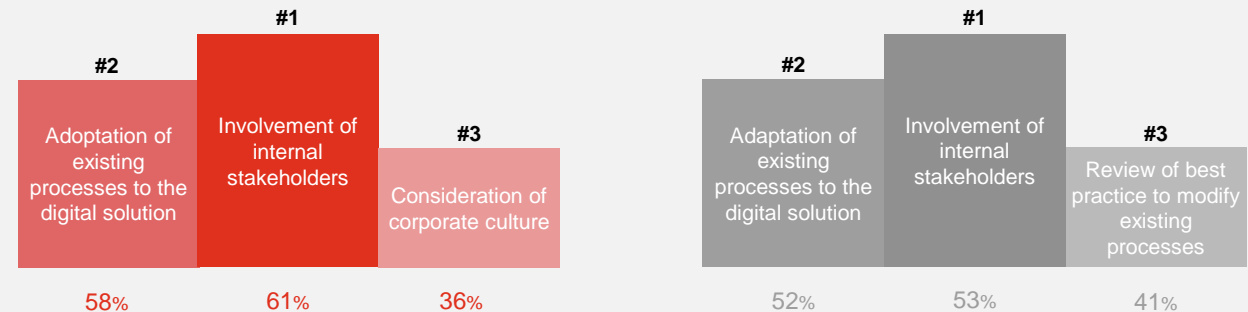 #1
#2
Adoptation of
existing
processes to the
digital solution
Involvement of
internal
stakeholders
#3
Consideration of
corporate culture
58%
61%
36%
#1
#2
Adaptation of
existing
processes to the
digital solution
Involvement of
internal
stakeholders
#3
Review of best
practice to modify
existing
processes
52%
53%
41%